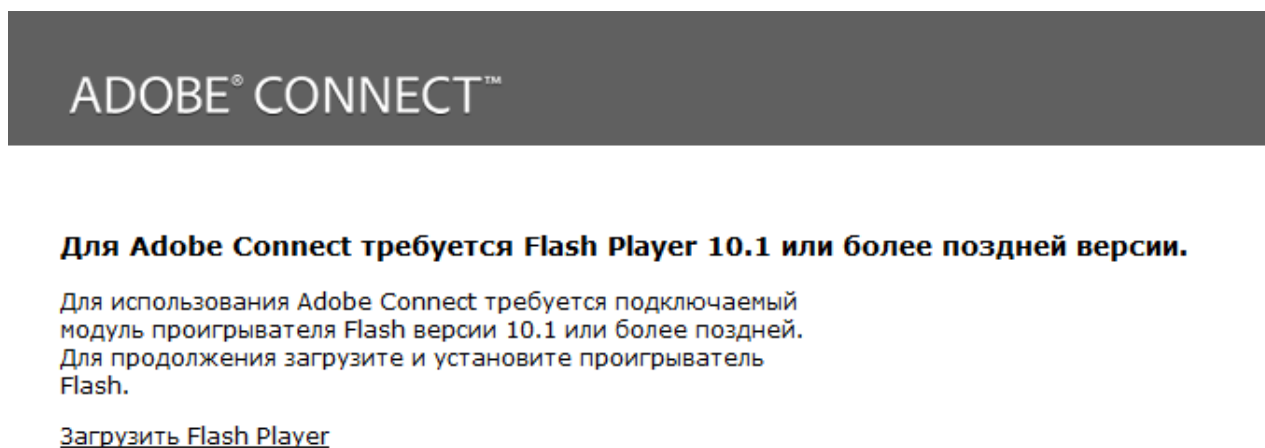 ADOBE® CONNECT™
Для Adobe Connect требуется Flash Player 10.1 или более поздней версии.
Для использования Adobe Connect требуется подключаемый
модуль проигрывателя Flash версии 10.1 или более поздней.
Для продолжения загрузите и установите проигрыватель
Flash.
Загрузить Flash Player